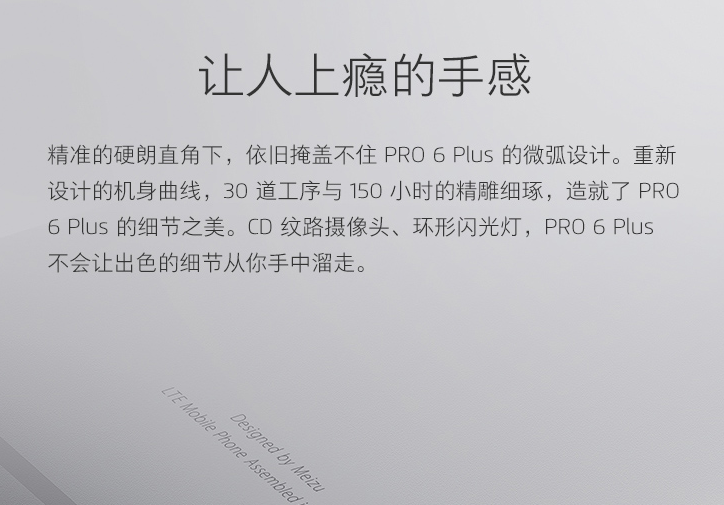 让人上瘾的手感
精准的硬朗直角下，依旧掩盖不住 PRO 6 Plus 的微弧设计。重新
设计的机身曲线，30 道工序与 150 小时的精雕细琢，造就了 PRO
6 Plus 的细节之美。CD 纹路摄像头、环形闪光灯，PRO 6 Plus
不会让出色的细节从你手中溜走。
Designed by Meizu
LTE Mobile Phone Assembled i